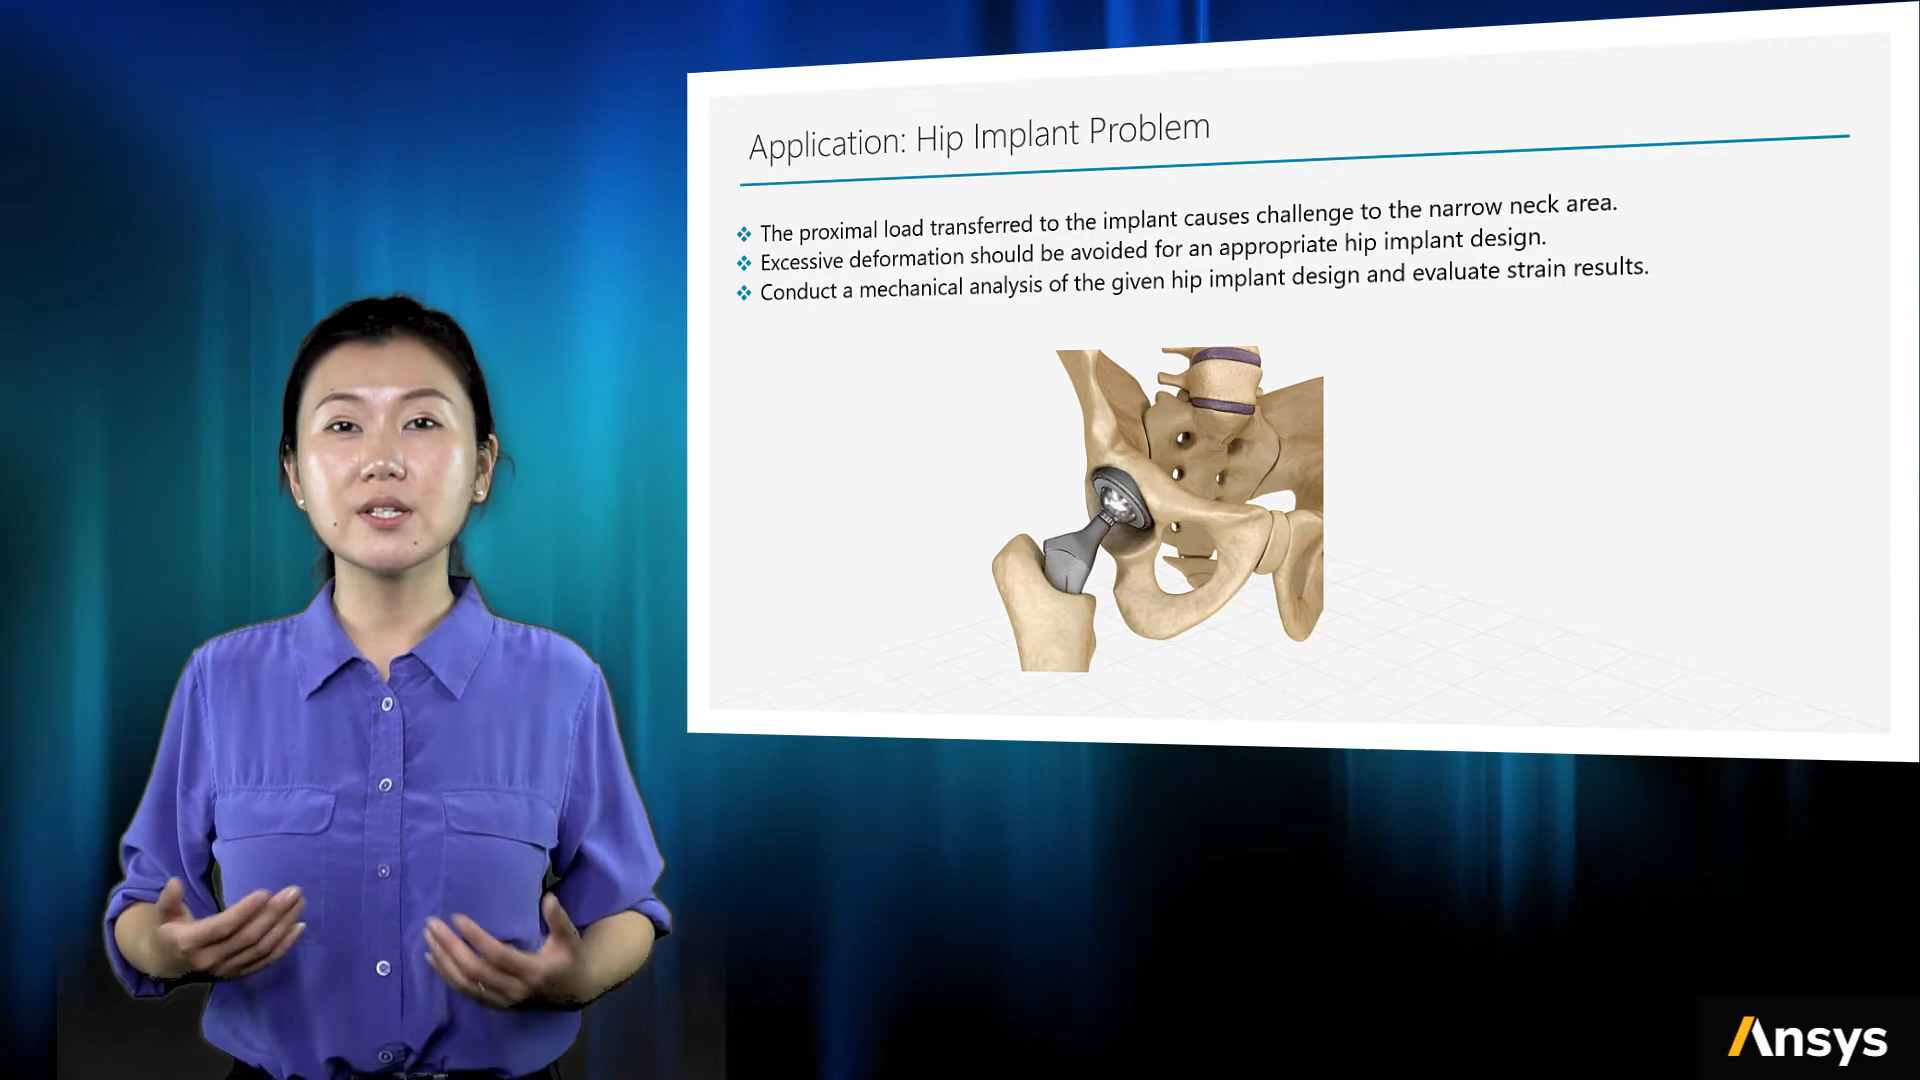 Application: Hip Implant Problem
The proximal load transferred to the implant causes challenge to the narrow neck area.
Excessive deformation should be avoided for an appropriate hip implant design.
Conduct a mechanical analysis of the given hip implant design and evaluate strain results.
Ansys